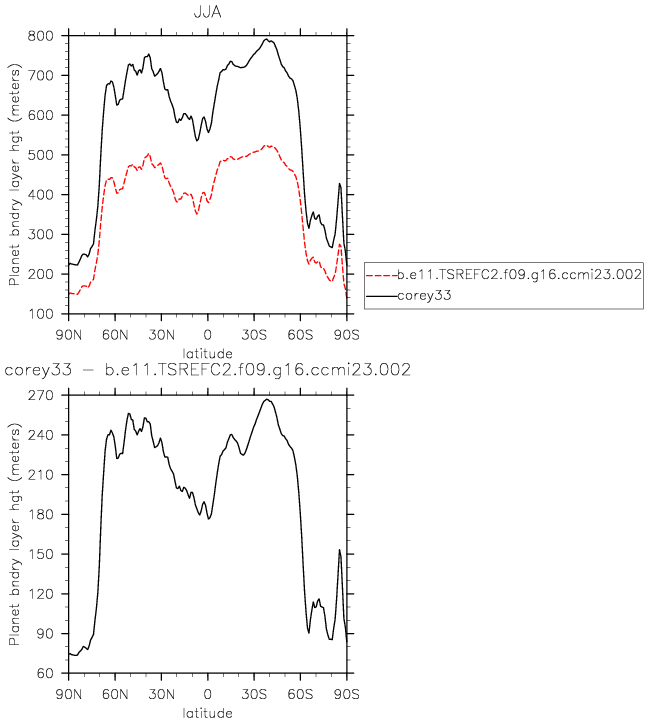 JJA
800
700
600
500
400
300
200
100
Planet bndry layer hgt (meters)
90N 60N 30N 0 30S 60S 90S
latitude
b.e11.TSREFC2.f09.g16.ccmi23.002
corey33
corey33 - b.e11.TSREFC2.f09.g16.ccmi23.002
270
240
210
180
150
120
90
60
Planet bndry layer hgt (meters)
90N 60N 30N 0 30S 60S 90S
latitude